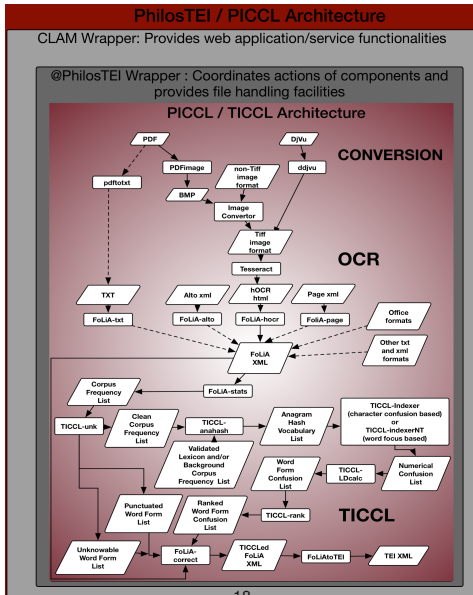 PhilosTEI / PICCL Architecture
CLAM Wrapper: Provides web application/service functionalities
@PhilosTEI Wrapper : Coordinates actions of components and
provides file handling facilities
PICCL / TICCL Architecture
PDF
DjVu
CONVERSION
pdftotxt
PDFimage
non-Tiff
image
format
ddjvu
BMP
Image
Convertor
Tiff
image
format
OCR
Tesseract
TXT
Alto xml
hOCR
html
Page xml
Office
formats
FoLiA-txt
FoLiA-alto
FoLiA-hocr
FoliA-page
FoLiA
XML
Other txt
and xml
formats
Corpus
Frequency
List
FoLiA-stats
TICCL-unk
Clean
Corpus
Frequency
List
TICCL-
anahash
Anagram
Hash
Vocabulary
List
TICCL-Indexer
(character confusion based)
or
TICCL-indexerNT
(word focus based)
Validated
Lexicon and/or
Background
Corpus
Frequency List
Word
Form
Confusion
List
TICCL-
LDcalc
Numerical
Confusion
List
Punctuated
Word Form
List
Ranked
Word Form
Confusion
List
TICCL-rank
TICCL
Unknowable
Word Form
List
FoLiA-
correct
TICCLed
FoLiA
XML
FoLiAtoTEI
TEI XML